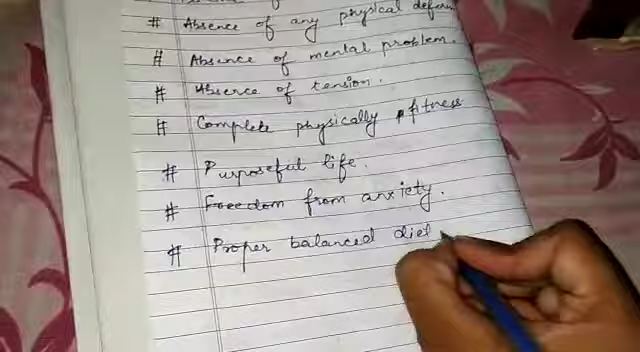 # Absence of any physical
# Absence of mental problem.
# Absence of tension.
# Complete physically fitness
# Purposeful life.
# Freedom from anxiety.
# Proper balanced diet